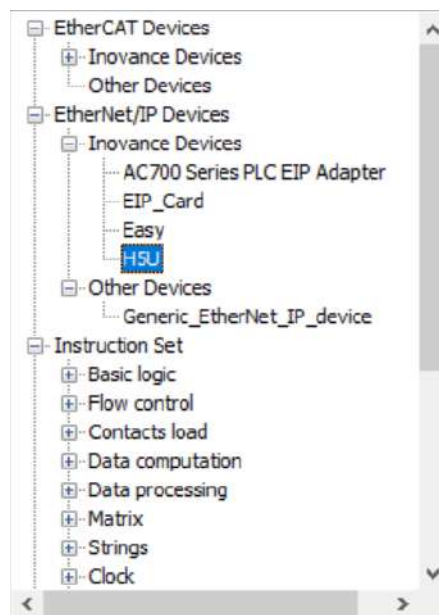 EtherCAT Devices
Inovance Devices
Other Devices
EtherNet/IP Devices
Inovance Devices
AC700 Series PLC EIP Adapter
EIP_Card
Easy
H5U
Other Devices
Generic_EtherNet_IP_device
Instruction Set
Basic logic
Flow control
Contacts load
Data computation
Data processing
Matrix
Strings
Clock